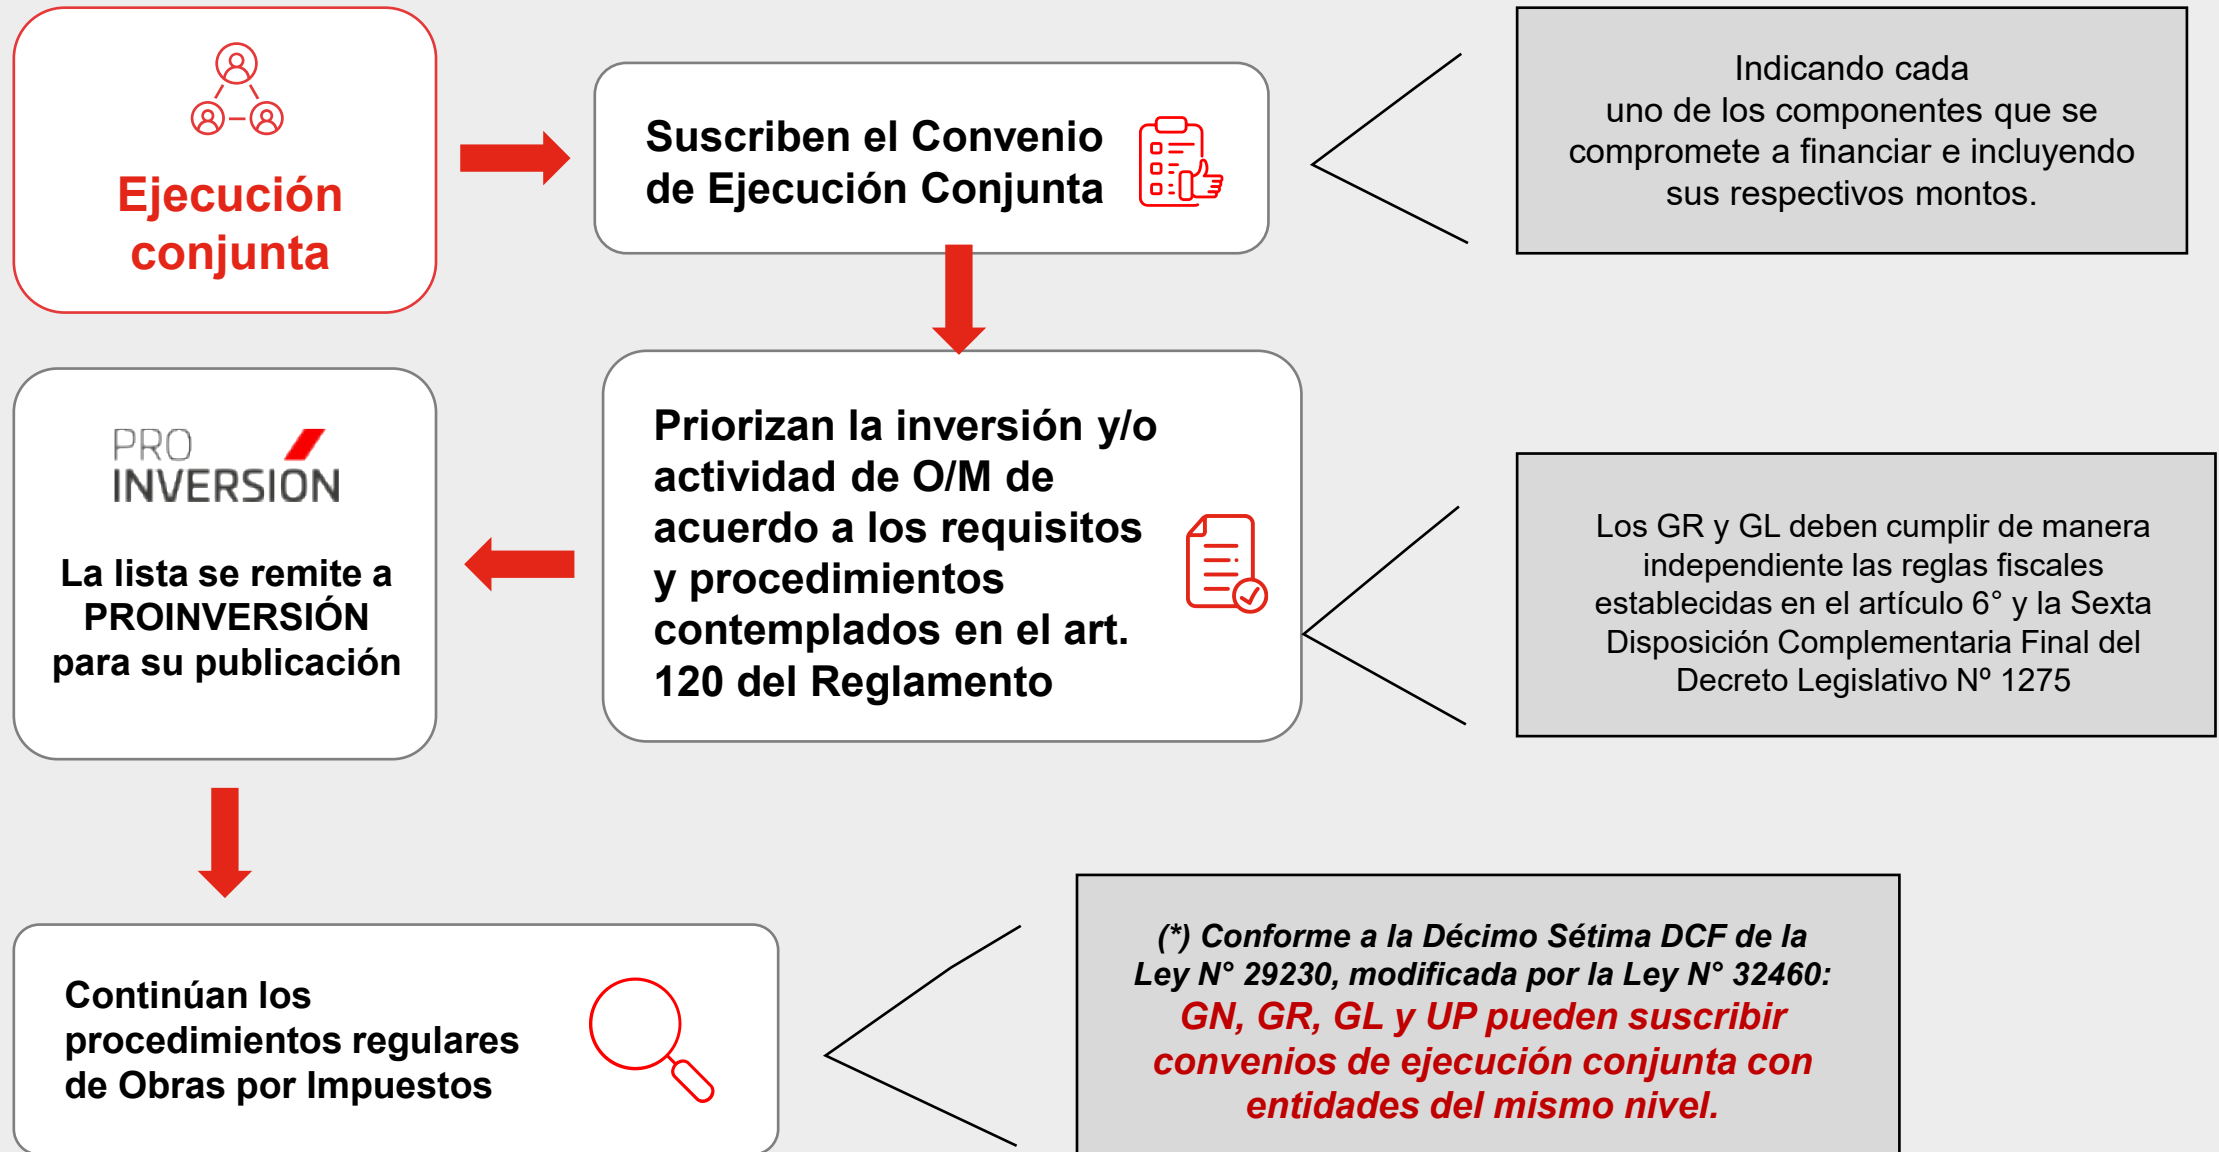 Ejecución
conjunta
Suscriben el Convenio
de Ejecución Conjunta
Indicando cada
uno de los componentes que se
compromete a financiar e incluyendo
sus respectivos montos.
Priorizan la inversión y/o
actividad de O/M de
acuerdo a los requisitos
y procedimientos
contemplados en el art.
120 del Reglamento
Los GR y GL deben cumplir de manera
independiente las reglas fiscales
establecidas en el artículo 6° y la Sexta
Disposición Complementaria Final del
Decreto Legislativo Nº 1275
PRO
INVERSIÓN
La lista se remite a
PROINVERSIÓN
para su publicación
Continúan los
procedimientos regulares
de Obras por Impuestos
(*) Conforme a la Décimo Sétima DCF de la
Ley N° 29230, modificada por la Ley N° 32460:
GN, GR, GL y UP pueden suscribir
convenios de ejecución conjunta con
entidades del mismo nivel.